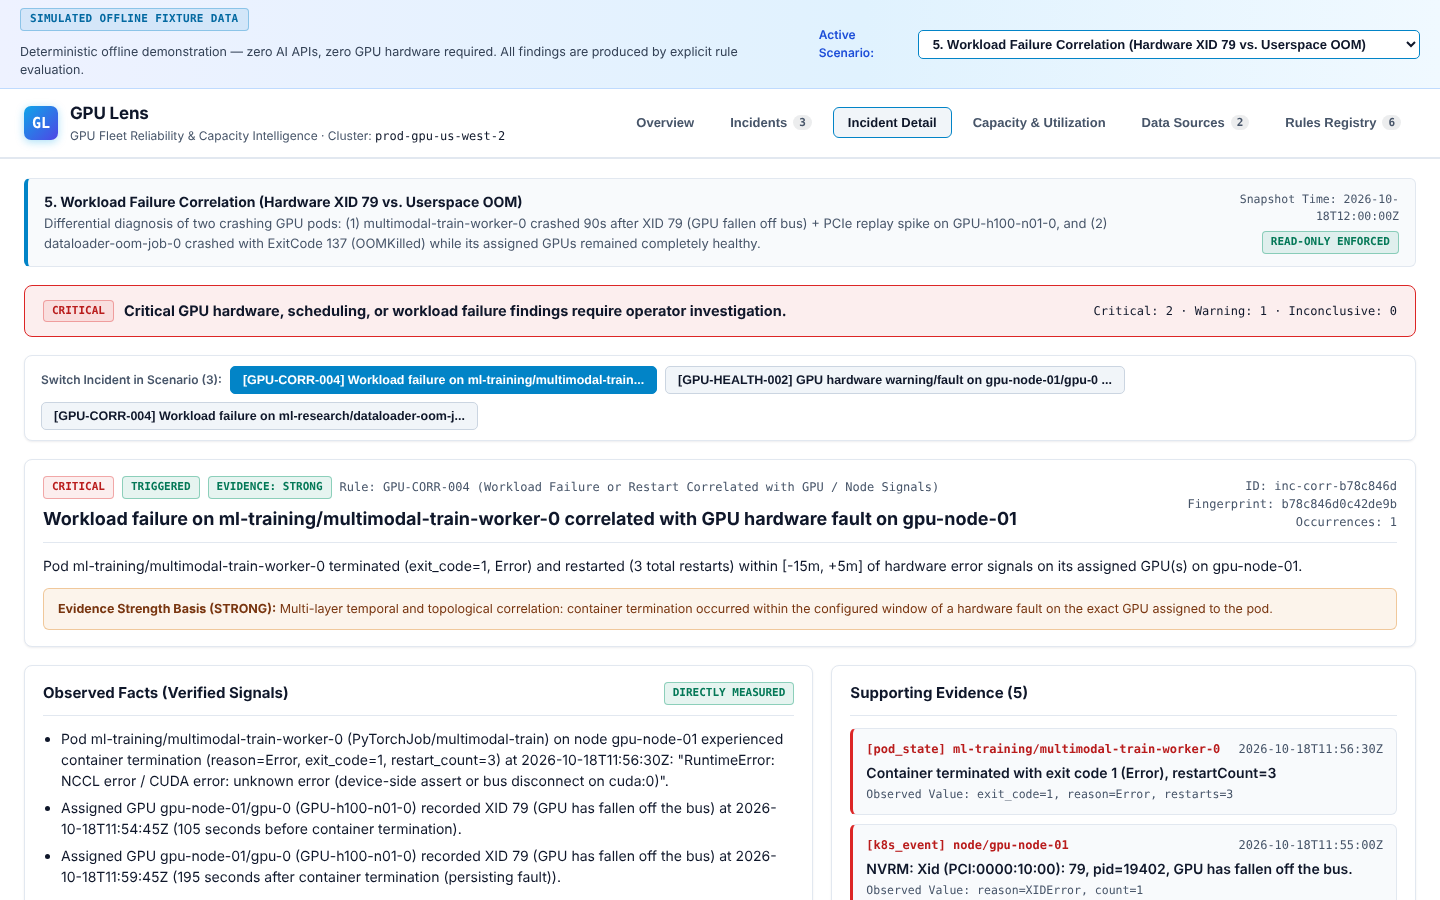 SIMULATED OFFLINE FIXTURE DATA
Deterministic offline demonstration — zero AI APIs, zero GPU hardware required. All findings are produced by explicit rule
evaluation.
Active
Scenario:
5. Workload Failure Correlation (Hardware XID 79 vs. Userspace OOM)
GL
GPU Lens
GPU Fleet Reliability & Capacity Intelligence · Cluster: prod-gpu-us-west-2
Overview
Incidents 3
Incident Detail
Capacity & Utilization
Data Sources 2
Rules Registry 6
5. Workload Failure Correlation (Hardware XID 79 vs. Userspace OOM)
Differential diagnosis of two crashing GPU pods: (1) multimodal-train-worker-0 crashed 90s after XID 79 (GPU fallen off bus) + PCIe replay spike on GPU-h100-n01-0, and (2)
dataloader-oom-job-0 crashed with ExitCode 137 (OOMKilled) while its assigned GPUs remained completely healthy.
Snapshot Time: 2026-10-
18T12:00:00Z
READ-ONLY ENFORCED
CRITICAL
Critical GPU hardware, scheduling, or workload failure findings require operator investigation.
Critical: 2 · Warning: 1 · Inconclusive: 0
Switch Incident in Scenario (3):
[GPU-CORR-004] Workload failure on ml-training/multimodal-train...
[GPU-HEALTH-002] GPU hardware warning/fault on gpu-node-01/gpu-0 ...
[GPU-CORR-004] Workload failure on ml-research/dataloader-oom-j...
CRITICAL
TRIGGERED
EVIDENCE: STRONG
Rule: GPU-CORR-004 (Workload Failure or Restart Correlated with GPU / Node Signals)
Workload failure on ml-training/multimodal-train-worker-0 correlated with GPU hardware fault on gpu-node-01
ID: inc-corr-b78c846d
Fingerprint: b78c846d0c42de9b
Occurrences: 1
Pod ml-training/multimodal-train-worker-0 terminated (exit_code=1, Error) and restarted (3 total restarts) within [-15m, +5m] of hardware error signals on its assigned GPU(s) on gpu-node-01.
Evidence Strength Basis (STRONG): Multi-layer temporal and topological correlation: container termination occurred within the configured window of a hardware fault on the exact GPU assigned to the pod.
Observed Facts (Verified Signals)
DIRECTLY MEASURED
• Pod ml-training/multimodal-train-worker-0 (PyTorchJob/multimodal-train) on node gpu-node-01 experienced
container termination (reason=Error, exit_code=1, restart_count=3) at 2026-10-18T11:56:30Z: "RuntimeError:
NCCL error / CUDA error: unknown error (device-side assert or bus disconnect on cuda:0)".
• Assigned GPU gpu-node-01/gpu-0 (GPU-h100-n01-0) recorded XID 79 (GPU has fallen off the bus) at 2026-
10-18T11:54:45Z (105 seconds before container termination).
• Assigned GPU gpu-node-01/gpu-0 (GPU-h100-n01-0) recorded XID 79 (GPU has fallen off the bus) at 2026-
10-18T11:59:45Z (195 seconds after container termination (persisting fault)).
Supporting Evidence (5)
[pod_state] ml-training/multimodal-train-worker-0
2026-10-18T11:56:30Z
Container terminated with exit code 1 (Error), restartCount=3
Observed Value: exit_code=1, reason=Error, restarts=3
[k8s_event] node/gpu-node-01
2026-10-18T11:55:00Z
NVRM: Xid (PCI:0000:10:00): 79, pid=19402, GPU has fallen off the bus.
Observed Value: reason=XIDError, count=1